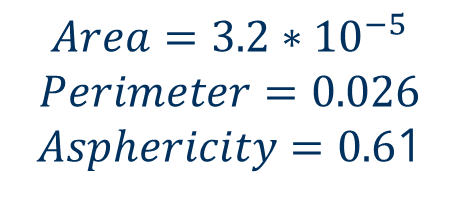 Area = 3.2 * 10⁻⁵
Perimeter = 0.026
Asphericity = 0.61